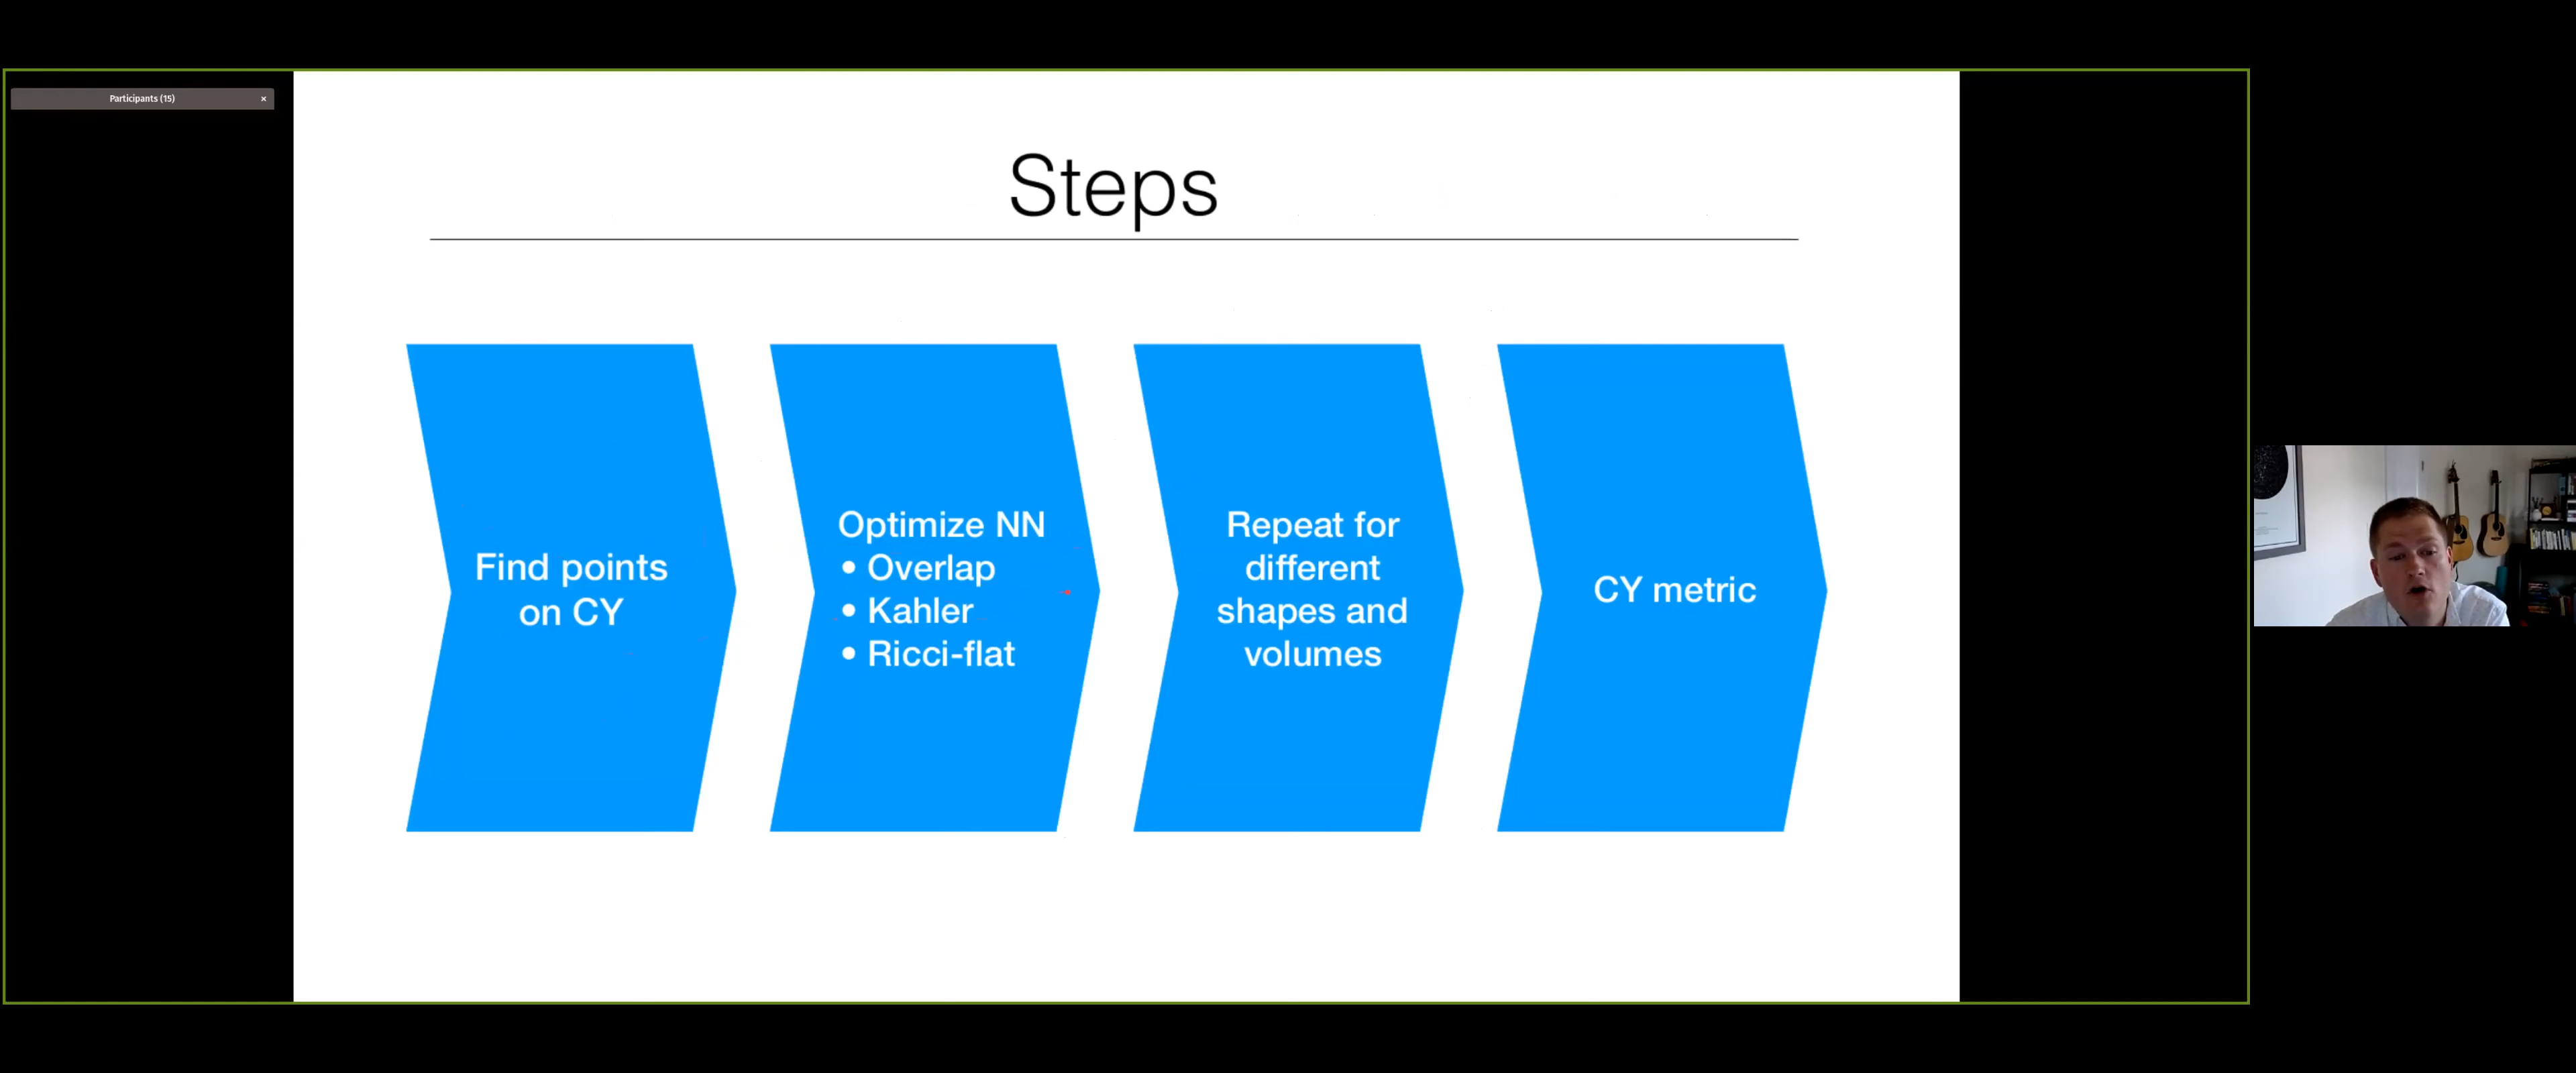 Participants (15)
×
Steps
Find points
on CY
Optimize NN
• Overlap
• Kahler
• Ricci-flat
Repeat for
different
shapes and
volumes
CY metric